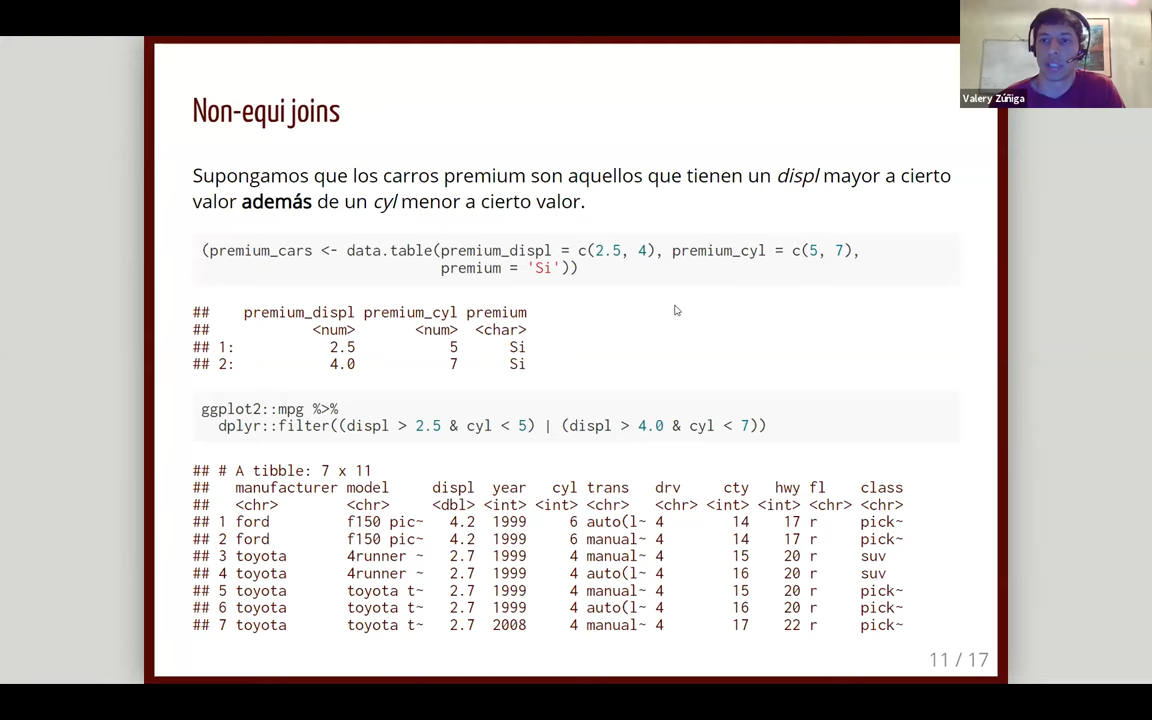 Non-equi joins
Supongamos que los carros premium son aquellos que tienen un displ mayor a cierto
valor además de un cyl menor a cierto valor.
(premium_cars <- data.table(premium_displ = c(2.5, 4), premium_cyl = c(5, 7),
premium = 'Si'))
## premium_displ premium_cyl premium
## <num> <num> <char>
## 1: 2.5 5 Si
## 2: 4.0 7 Si
ggplot2::mpg %>%
dplyr::filter((displ > 2.5 & cyl < 5) | (displ > 4.0 & cyl < 7))
## # A tibble: 7 x 11
## manufacturer model displ year cyl trans drv cty hwy fl class
## <chr> <chr> <dbl> <int> <int> <chr> <chr> <int> <int> <chr> <chr>
## 1 ford f150 pic~ 4.2 1999 6 auto(l~ 4 14 17 r pick~
## 2 ford f150 pic~ 4.2 1999 6 manual~ 4 14 17 r pick~
## 3 toyota 4runner ~ 2.7 1999 4 manual~ 4 15 20 r suv
## 4 toyota 4runner ~ 2.7 1999 4 auto(l~ 4 16 20 r suv
## 5 toyota toyota t~ 2.7 1999 4 manual~ 4 15 20 r pick~
## 6 toyota toyota t~ 2.7 1999 4 auto(l~ 4 16 20 r pick~
## 7 toyota toyota t~ 2.7 2008 4 manual~ 4 17 22 r pick~
11 / 17
Valery Zúñiga